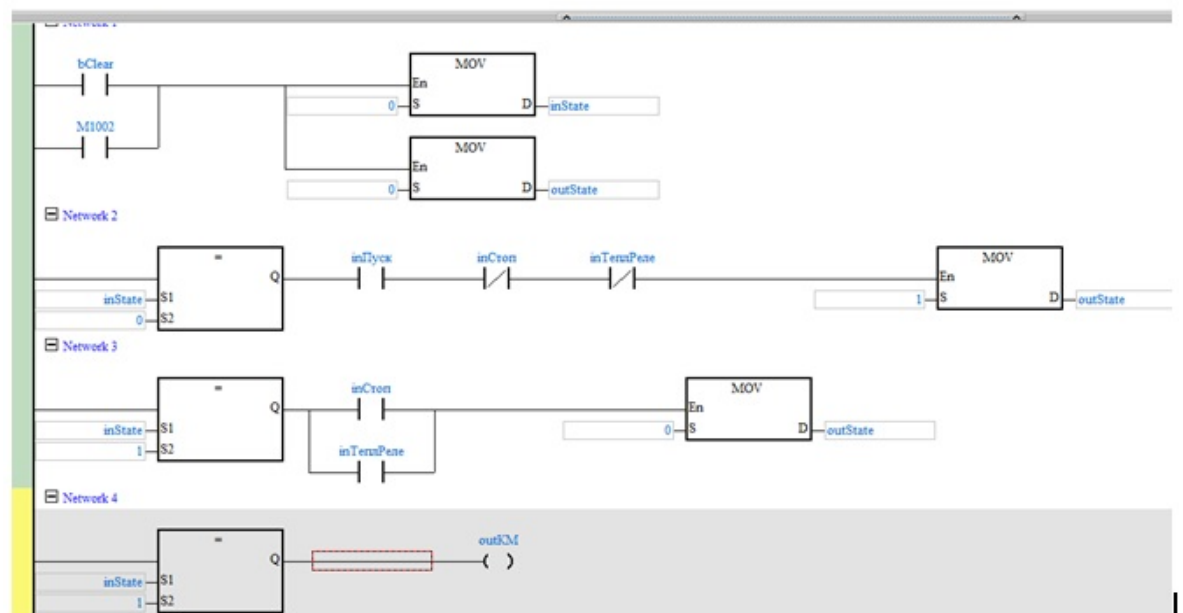 Network 1
bClear
MOV
En
0 S D inState
M1002
MOV
En
0 S D outState
Network 2
= inПуск inСтоп inТеплРеле MOV
Q En
inState S1 1 S D outState
0 S2
Network 3
= inСтоп MOV
Q En
inState S1 0 S D outState
1 S2 inТеплРеле
Network 4
= outKM
Q
inState S1
1 S2